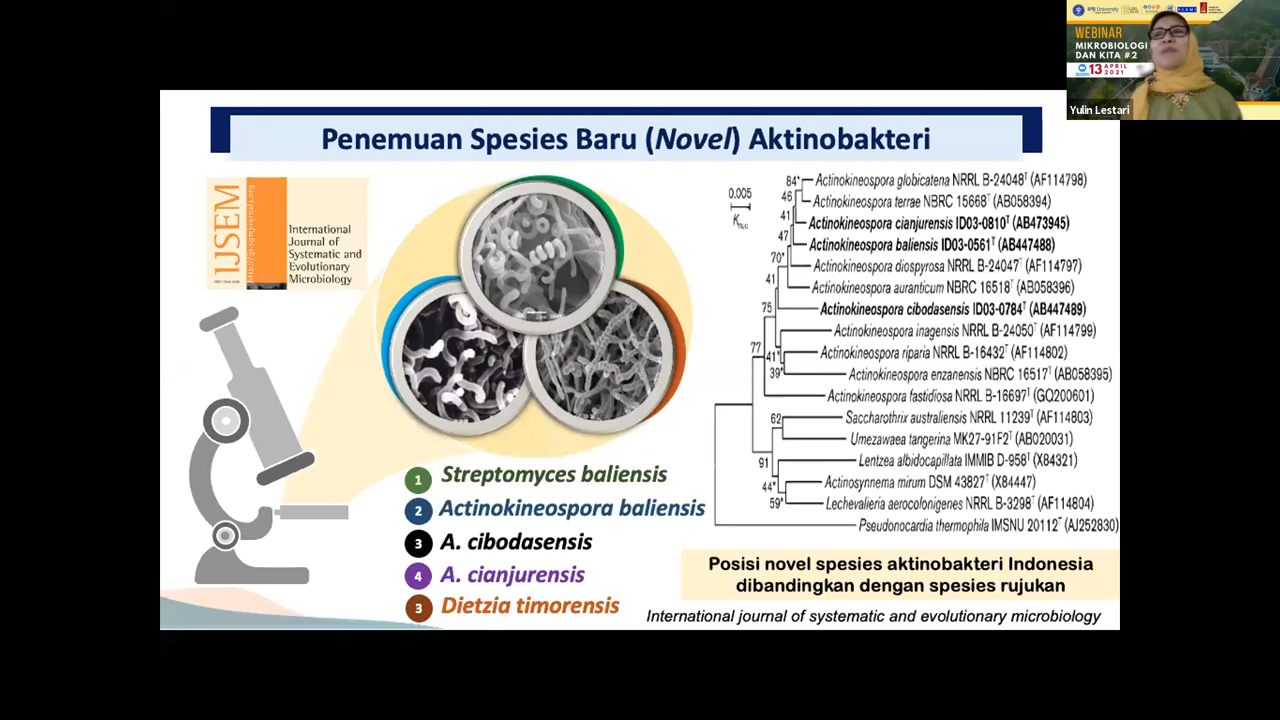 IPB University
WEBINAR
MIKROBIOLOGI
DAN KITA #2
zoom 13 APRIL 2021
Yulin Lestari
Penemuan Spesies Baru (Novel) Aktinobakteri
IJSEM
International
Journal of
Systematic and
Evolutionary
Microbiology
0.005
Knuc
84*
46
41
47
70*
41
75
77
41*
39*
62
91
44*
59*
Actinokineospora globicatena NRRL B-24048T (AF114798)
Actinokineospora terrae NBRC 15668T (AB058394)
Actinokineospora cianjurensis ID03-0810T (AB473945)
Actinokineospora baliensis ID03-0561T (AB447488)
Actinokineospora diospyrosa NRRL B-24047T (AF114797)
Actinokineospora auranticum NBRC 16518T (AB058396)
Actinokineospora cibodasensis ID03-0784T (AB447489)
Actinokineospora inagensis NRRL B-24050T (AF114799)
Actinokineospora riparia NRRL B-16432T (AF114802)
Actinokineospora enzanensis NBRC 16517T (AB058395)
Actinokineospora fastidiosa NRRL B-16697T (GQ200601)
Saccharothrix australiensis NRRL 11239T (AF114803)
Umezawaea tangerina MK27-91F2T (AB020031)
Lentzea albidocapillata IMMIB D-958T (X84321)
Actinosynnema mirum DSM 43827T (X84447)
Lechevalieria aerocolonigenes NRRL B-3298T (AF114804)
Pseudonocardia thermophila IMSNU 20112T (AJ252830)
1 Streptomyces baliensis
2 Actinokineospora baliensis
3 A. cibodasensis
4 A. cianjurensis
3 Dietzia timorensis
Posisi novel spesies aktinobakteri Indonesia
dibandingkan dengan spesies rujukan
International journal of systematic and evolutionary microbiology